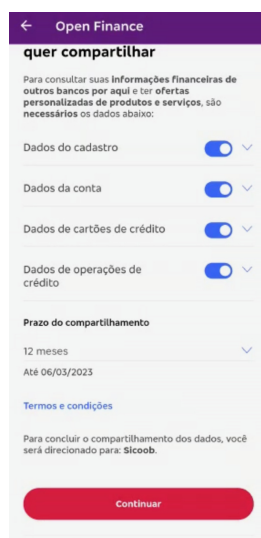 Open Finance
quer compartilhar
Para consultar suas informações financeiras de
outros bancos por aqui e ter ofertas
personalizadas de produtos e serviços, são
necessários os dados abaixo:
Dados do cadastro
Dados da conta
Dados de cartões de crédito
Dados de operações de
crédito
Prazo do compartilhamento
12 meses
Até 06/03/2023
Termos e condições
Para concluir o compartilhamento dos dados, você
será direcionado para: Sicoob.
Continuar